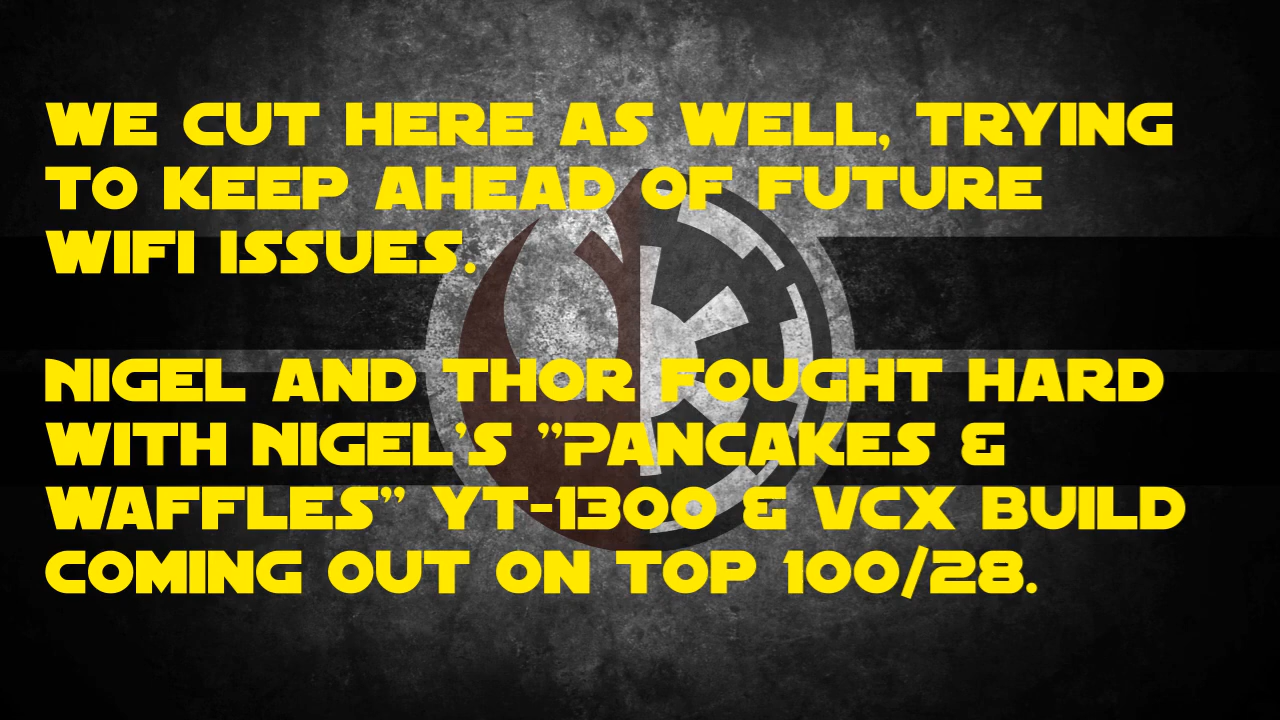 WE CUT HERE AS WELL, TRYING
TO KEEP AHEAD OF FUTURE
WIFI ISSUES.
NIGEL AND THOR FOUGHT HARD
WITH NIGEL'S "PANCAKES &
WAFFLES" YT-1300 & VCX BUILD
COMING OUT ON TOP 100/28.